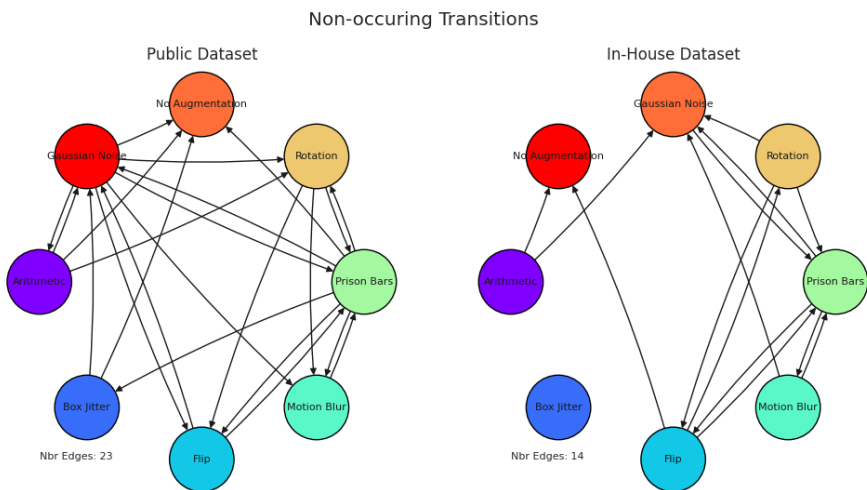 Non-occuring Transitions
Public Dataset
No Augmentation
Gaussian Noise
Rotation
Arithmetic
Prison Bars
Box Jitter
Motion Blur
Flip
Nbr Edges: 23
In-House Dataset
Gaussian Noise
No Augmentation
Rotation
Arithmetic
Prison Bars
Box Jitter
Motion Blur
Flip
Nbr Edges: 14